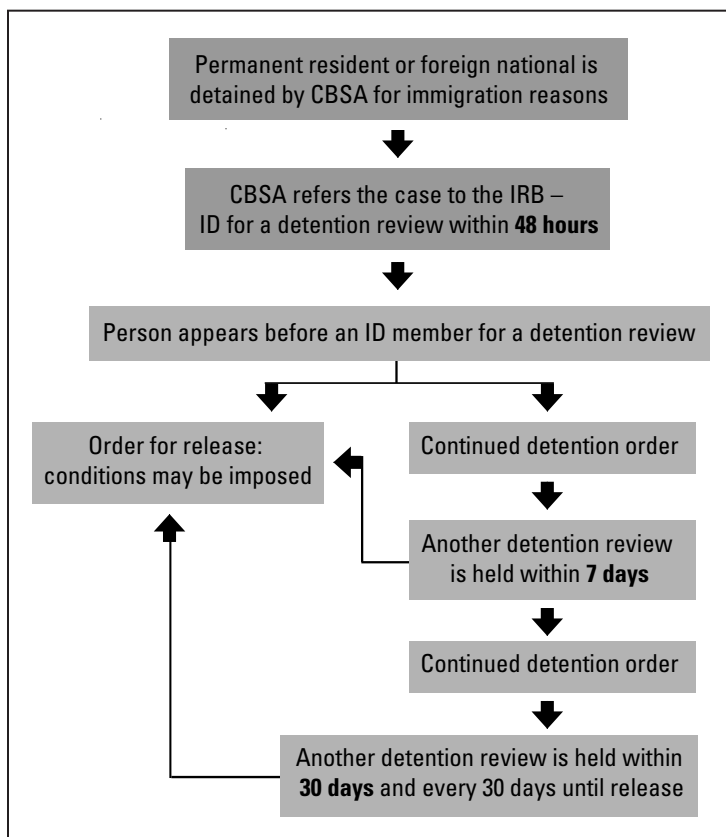 Permanent resident or foreign national is
detained by CBSA for immigration reasons
CBSA refers the case to the IRB –
ID for a detention review within 48 hours
Person appears before an ID member for a detention review
Order for release:
conditions may be imposed
Continued detention order
Another detention review
is held within 7 days
Continued detention order
Another detention review is held within
30 days and every 30 days until release